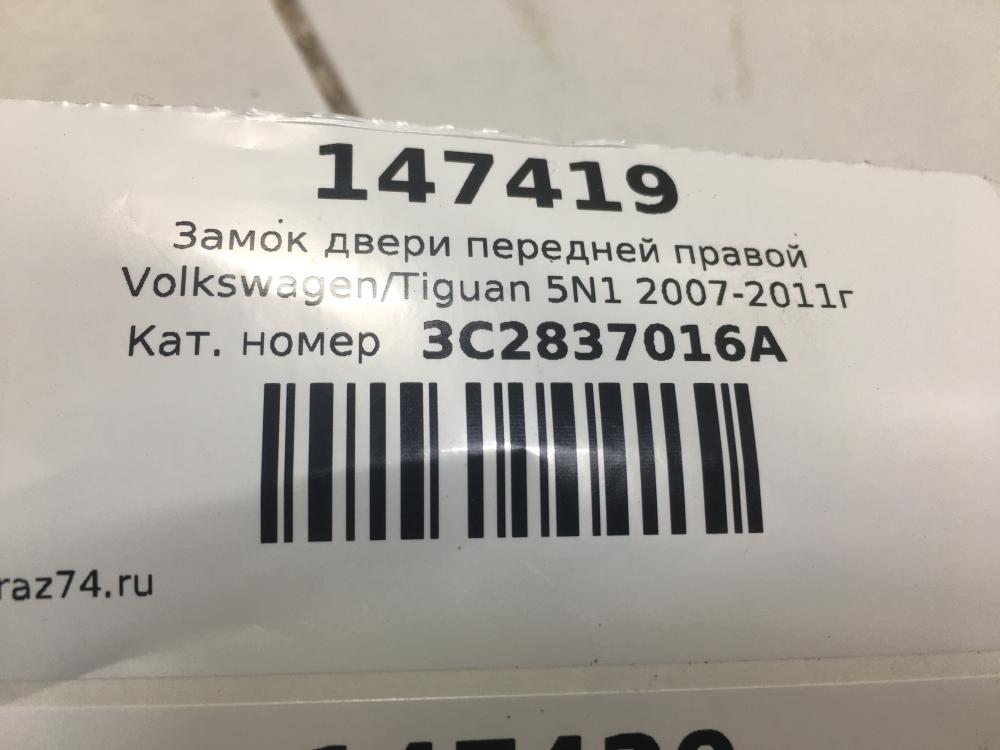 147419
Замок двери передней правой
Volkswagen/Tiguan 5N1 2007-2011г
Кат. номер 3C2837016A
raz74.ru